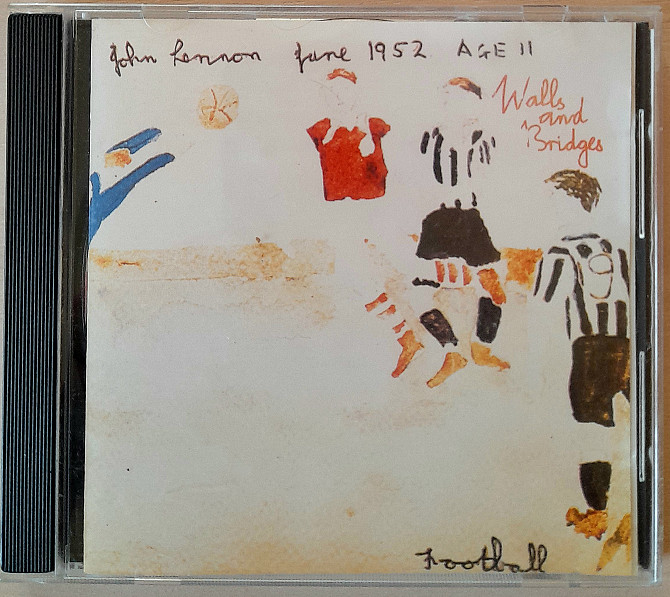 John Lennon June 1952 AGE 11
Walls
and
Bridges
Football